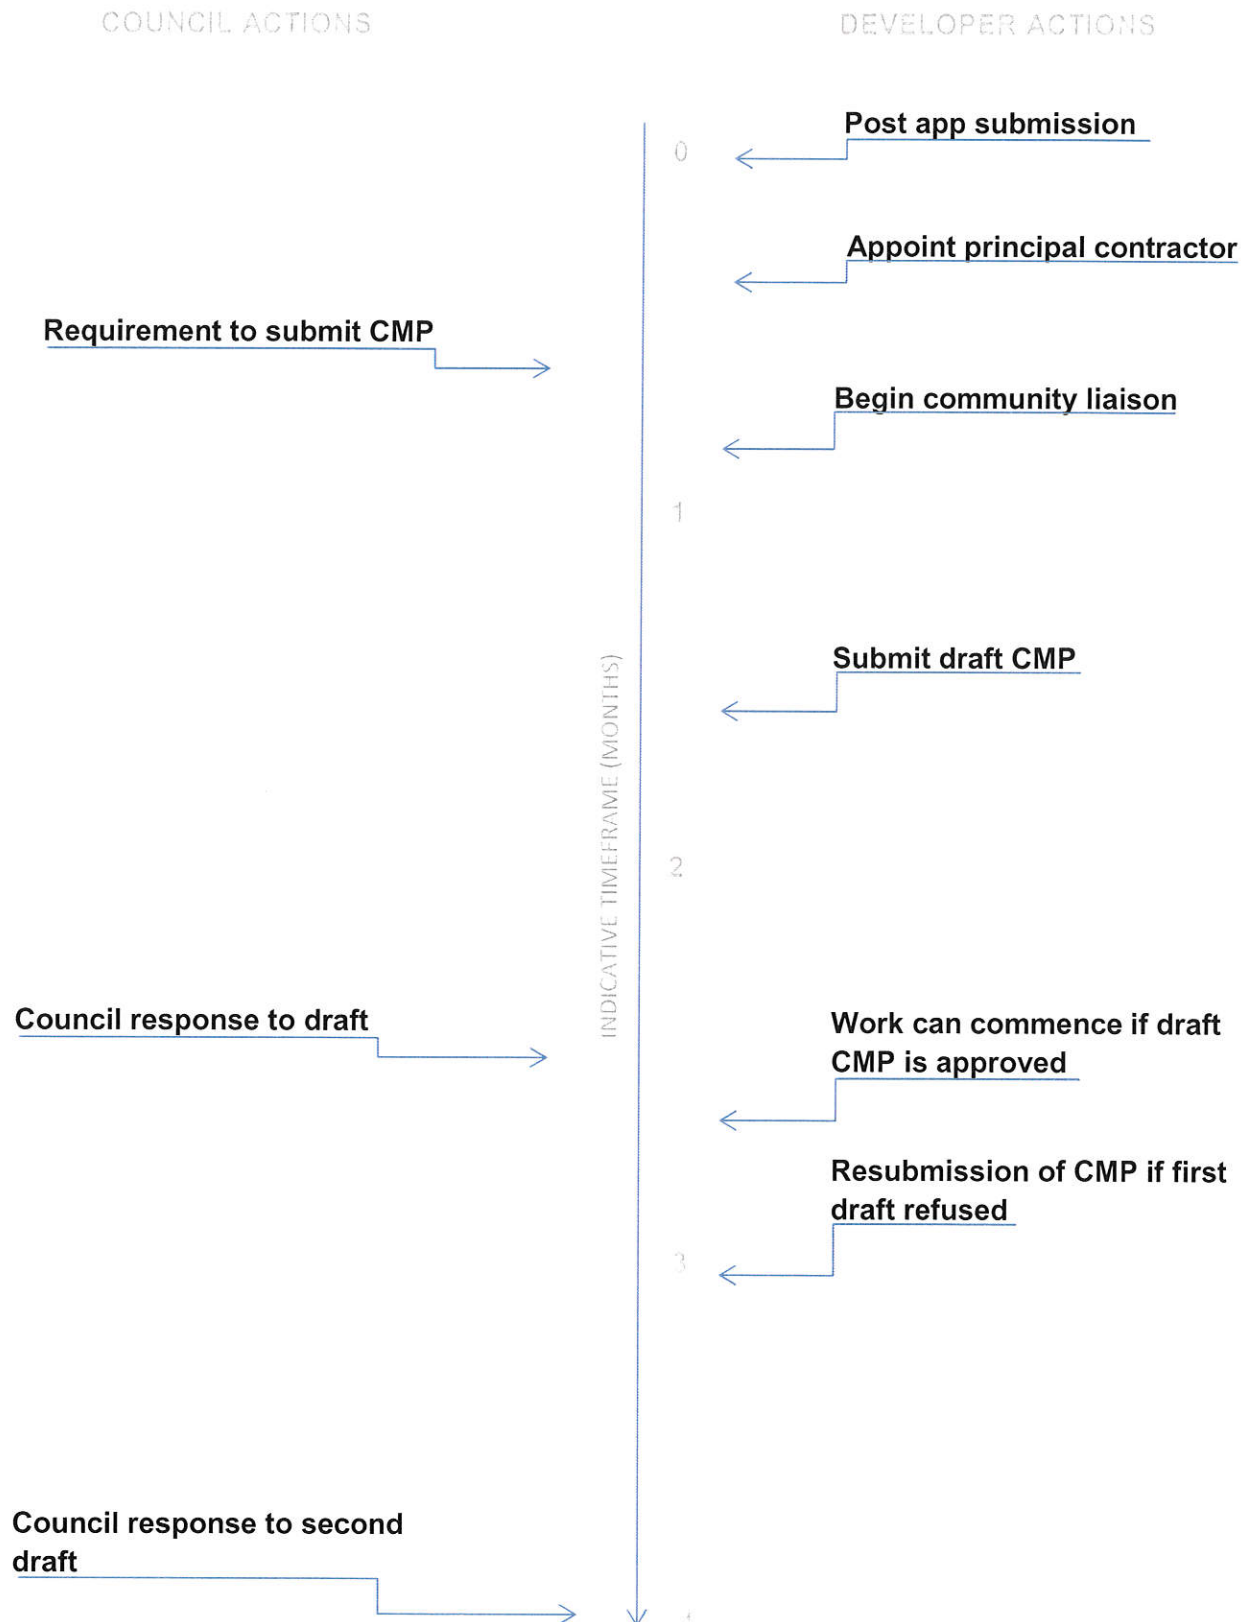 COUNCIL ACTIONS
DEVELOPER ACTIONS
Post app submission
0
Appoint principal contractor
Requirement to submit CMP
Begin community liaison
1
Submit draft CMP
INDICATIVE TIMEFRAME (MONTHS)
2
Council response to draft
Work can commence if draft
CMP is approved
Resubmission of CMP if first
draft refused
3
Council response to second
draft